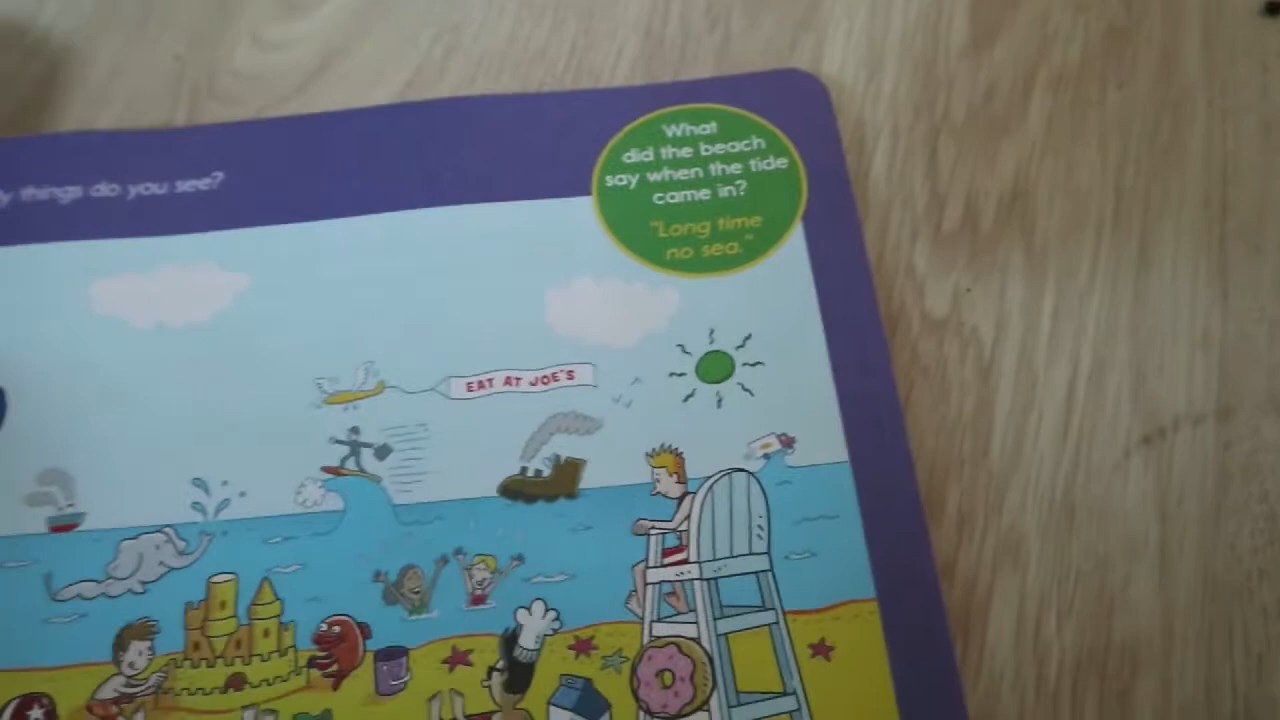 things do you see?
What
did the beach
say when the tide
came in?
"Long time
no sea."
EAT AT JOE'S